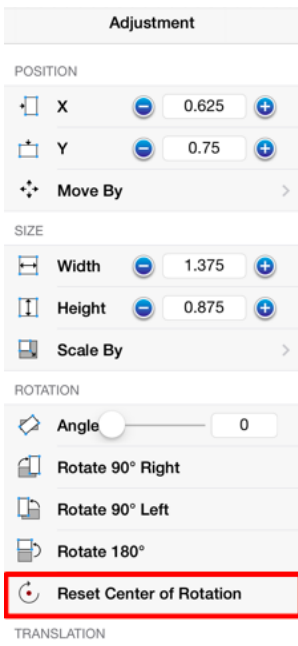 Adjustment
POSITION
X 0.625
Y 0.75
Move By
SIZE
Width 1.375
Height 0.875
Scale By
ROTATION
Angle 0
Rotate 90° Right
Rotate 90° Left
Rotate 180°
Reset Center of Rotation
TRANSLATION